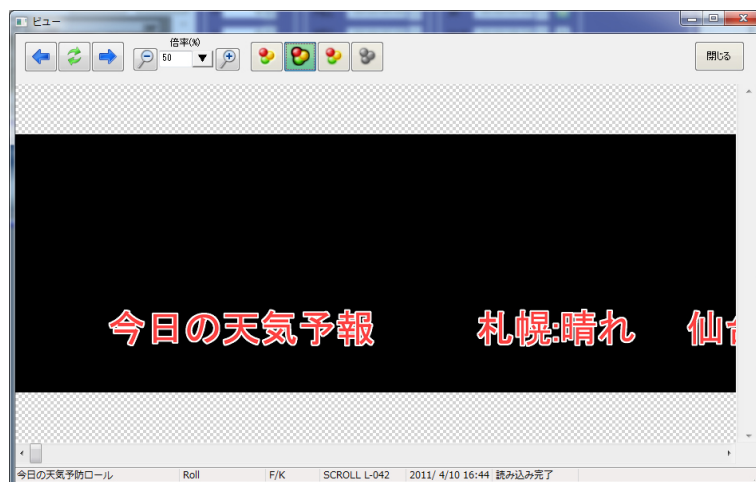 ビュー
倍率(%)
50
閉じる
今日の天気予報 札幌:晴れ 仙台
今日の天気予防ロール Roll F/K SCROLL L-042 2011/ 4/10 16:44 読み込み完了